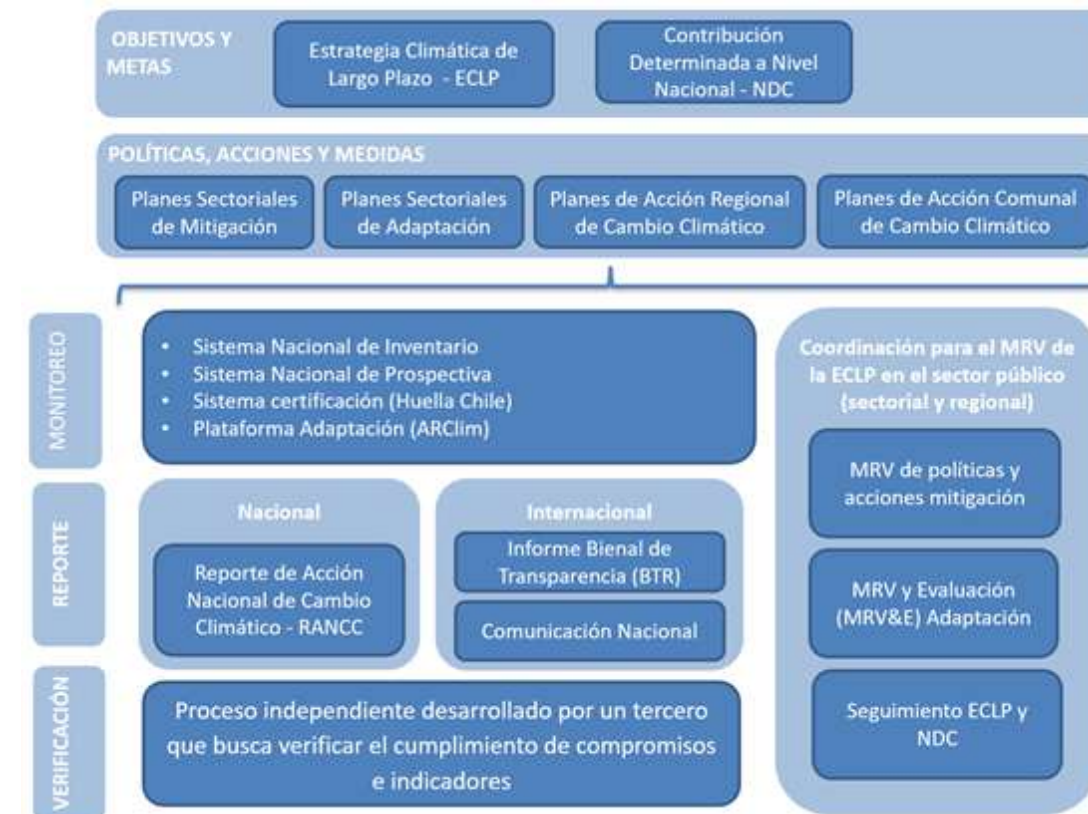 OBJETIVOS Y
METAS
Estrategia Climática de
Largo Plazo - ECLP
Contribución
Determinada a Nivel
Nacional - NDC
POLÍTICAS, ACCIONES Y MEDIDAS
Planes Sectoriales
de Mitigación
Planes Sectoriales
de Adaptación
Planes de Acción Regional
de Cambio Climático
Planes de Acción Comunal
de Cambio Climático
MONITOREO
• Sistema Nacional de Inventario
• Sistema Nacional de Prospectiva
• Sistema certificación (Huella Chile)
• Plataforma Adaptación (ARClim)
REPORTE
Nacional
Reporte de Acción
Nacional de Cambio
Climático - RANCC
Internacional
Informe Bienal de
Transparencia (BTR)
Comunicación Nacional
VERIFICACIÓN
Proceso independiente desarrollado por un tercero
que busca verificar el cumplimiento de compromisos
e indicadores
Coordinación para el MRV de
la ECLP en el sector público
(sectorial y regional)
MRV de políticas y
acciones mitigación
MRV y Evaluación
(MRV&E) Adaptación
Seguimiento ECLP y
NDC